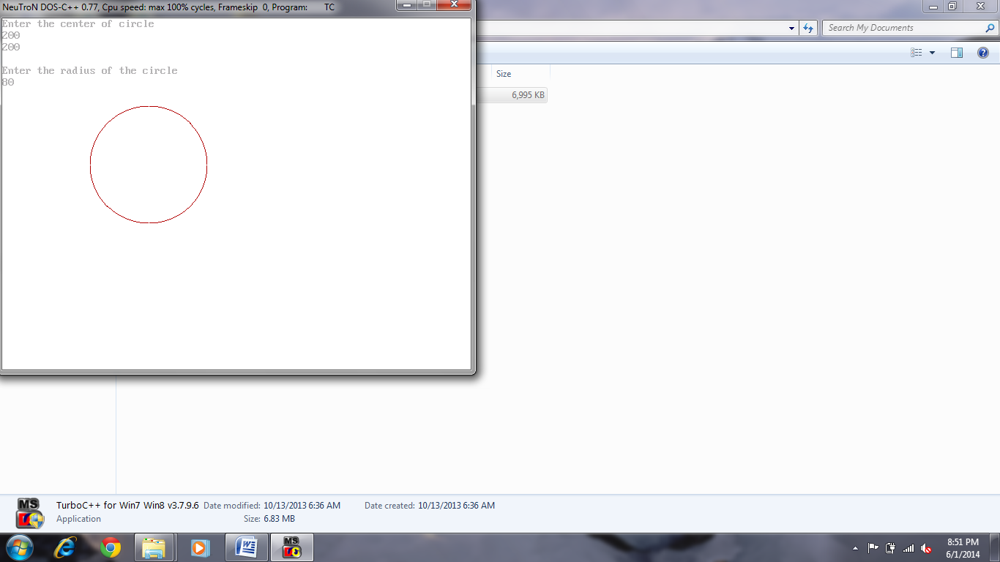 NeuTroN DOS-C++ 0.77, Cpu speed: max 100% cycles, Frameskip 0, Program: TC
Enter the center of circle
200
200
Enter the radius of the circle
80
Search My Documents
Size
6,995 KB
TurboC++ for Win7 Win8 v3.7.9.6 Date modified: 10/13/2013 6:36 AM Date created: 10/13/2013 6:36 AM
Application Size: 6.83 MB
MS
MS
8:51 PM
6/1/2014